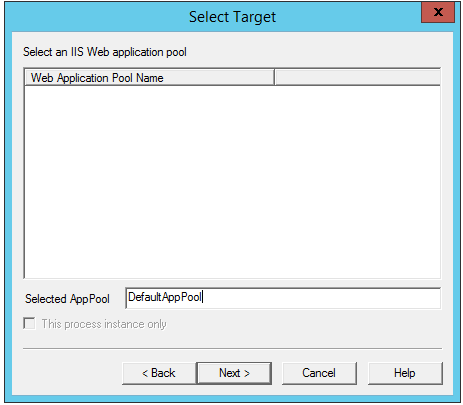 Select Target
x
Select an IIS Web application pool
Web Application Pool Name
Selected AppPool DefaultAppPool
This process instance only
< Back Next > Cancel Help